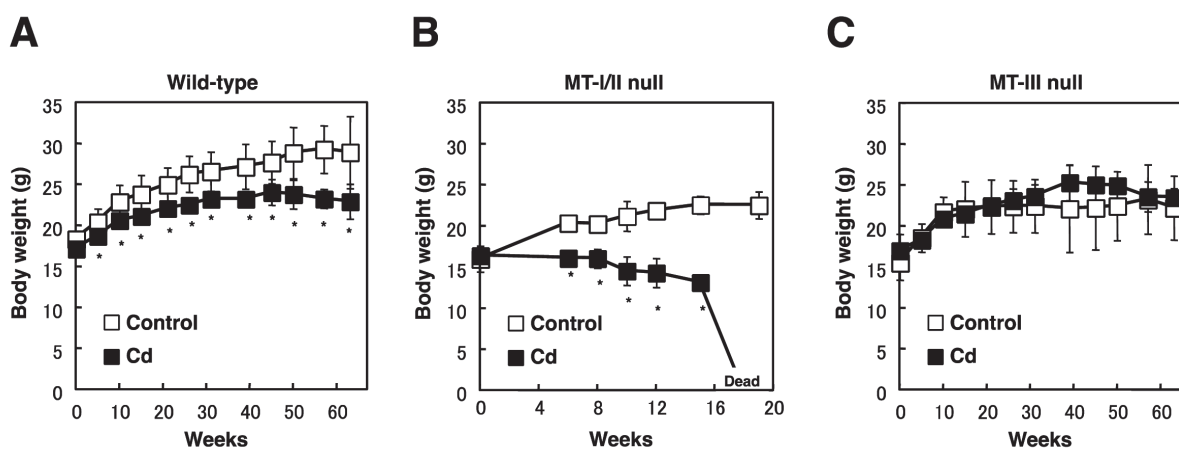 A
B
C
Wild-type
MT-I/II null
MT-III null
35
30
25
20
15
10
5
0
Body weight (g)
* * * * * * * * * * *
Control
Cd
0 10 20 30 40 50 60
Weeks
35
30
25
20
15
10
5
0
Body weight (g)
* * * * *
Control
Cd
Dead
0 4 8 12 16 20
Weeks
35
30
25
20
15
10
5
0
Body weight (g)
Control
Cd
0 10 20 30 40 50 60
Weeks